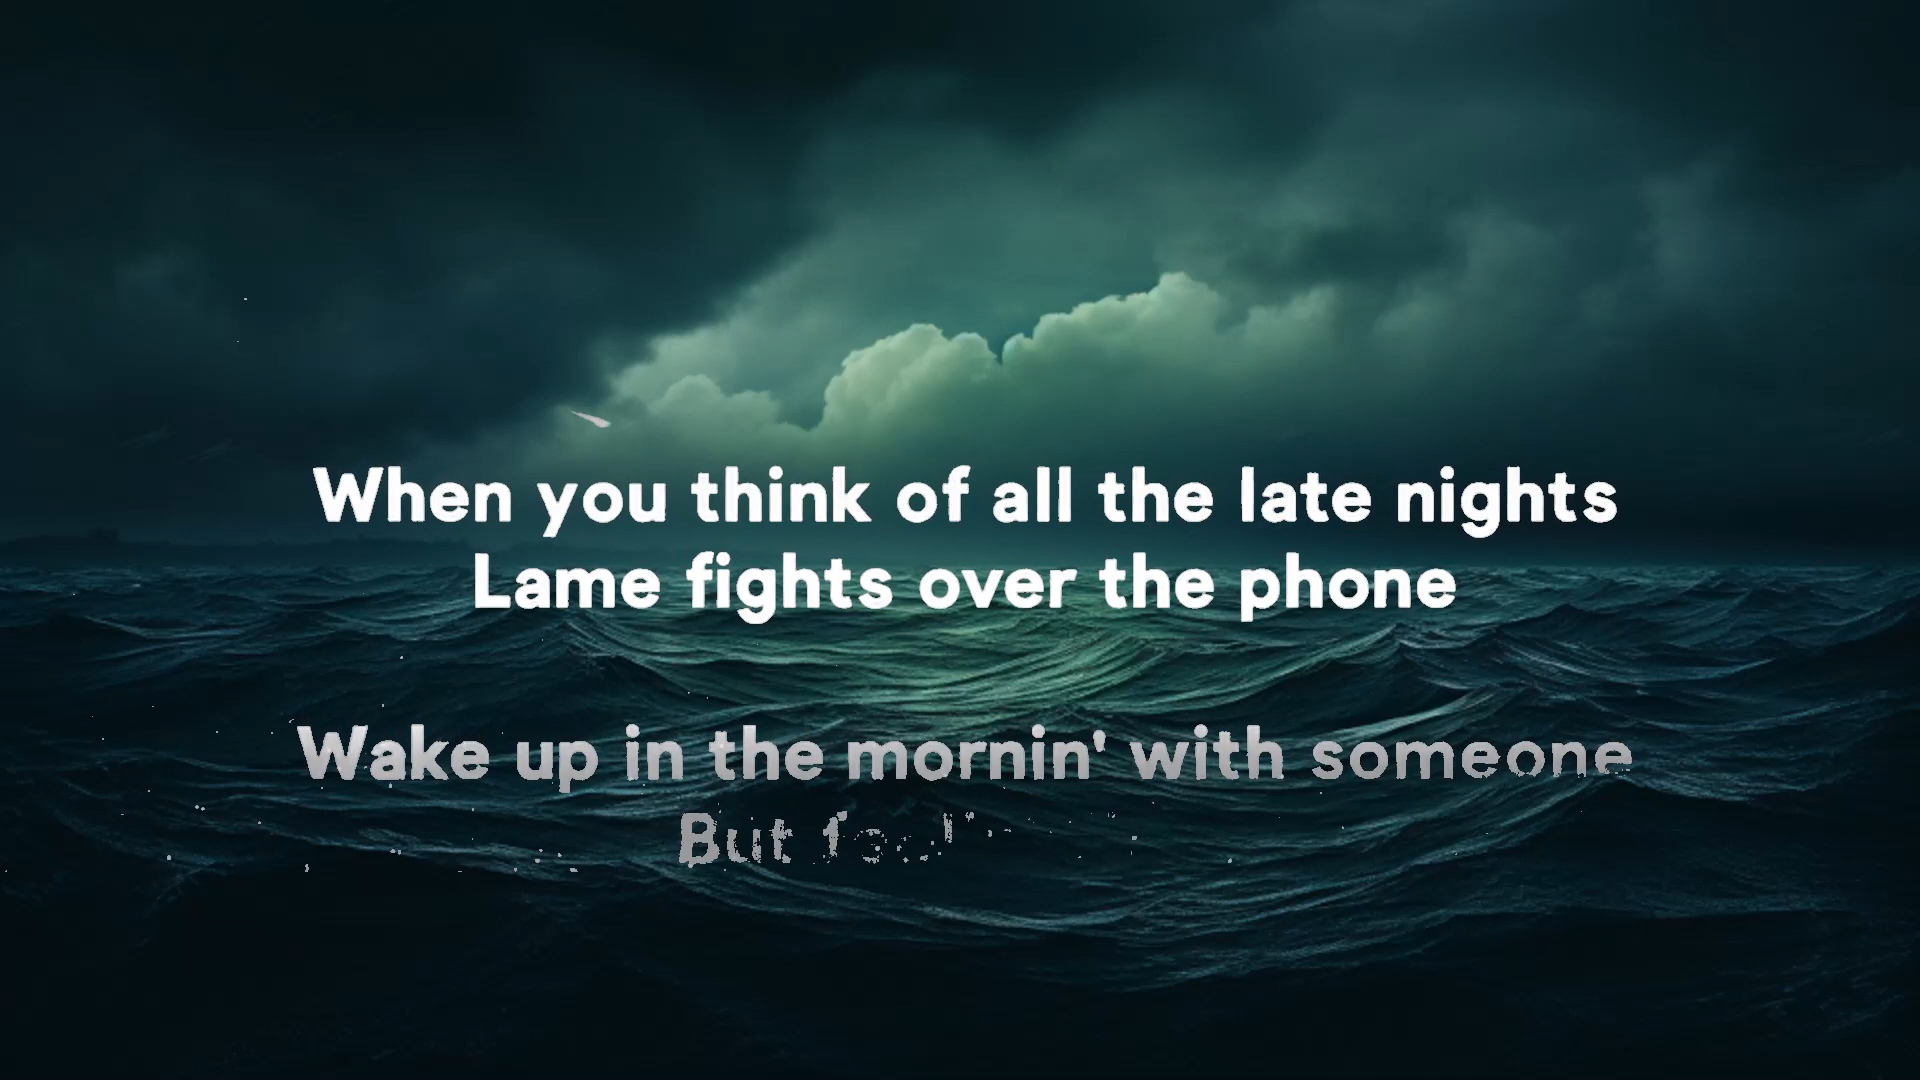 When you think of all the late nights
Lame fights over the phone
Wake up in the mornin' with someone
But